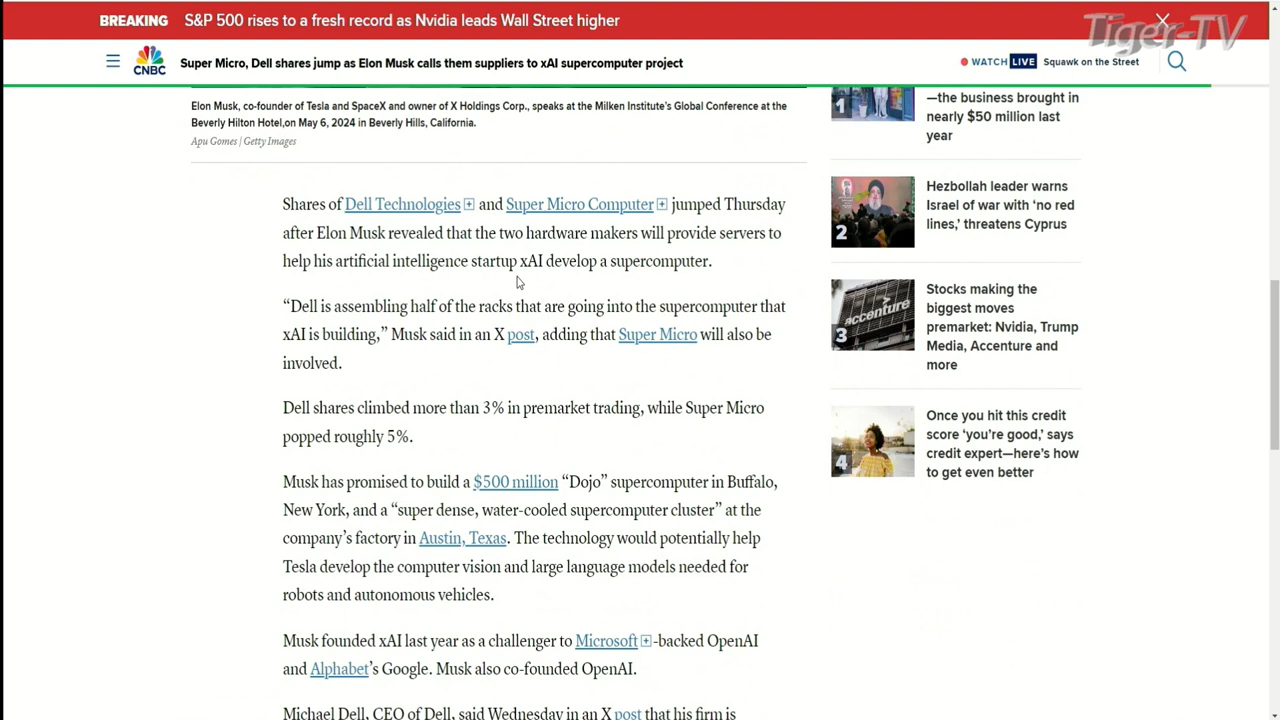 BREAKING S&P 500 rises to a fresh record as Nvidia leads Wall Street higher
Tiger-TV
CNBC
Super Micro, Dell shares jump as Elon Musk calls them suppliers to xAI supercomputer project
WATCH LIVE Squawk on the Street
Elon Musk, co-founder of Tesla and SpaceX and owner of X Holdings Corp., speaks at the Milken Institute's Global Conference at the
Beverly Hilton Hotel,on May 6, 2024 in Beverly Hills, California.
Apu Gomes | Getty Images
Shares of Dell Technologies and Super Micro Computer jumped Thursday
after Elon Musk revealed that the two hardware makers will provide servers to
help his artificial intelligence startup xAI develop a supercomputer.
“Dell is assembling half of the racks that are going into the supercomputer that
xAI is building,” Musk said in an X post, adding that Super Micro will also be
involved.
Dell shares climbed more than 3% in premarket trading, while Super Micro
popped roughly 5%.
Musk has promised to build a $500 million “Dojo” supercomputer in Buffalo,
New York, and a “super dense, water-cooled supercomputer cluster” at the
company’s factory in Austin, Texas. The technology would potentially help
Tesla develop the computer vision and large language models needed for
robots and autonomous vehicles.
Musk founded xAI last year as a challenger to Microsoft-backed OpenAI
and Alphabet’s Google. Musk also co-founded OpenAI.
Michael Dell, CEO of Dell, said Wednesday in an X post that his firm is
1
—the business brought in
nearly $50 million last
year
2
Hezbollah leader warns
Israel of war with ‘no red
lines,’ threatens Cyprus
accenture
3
Stocks making the
biggest moves
premarket: Nvidia, Trump
Media, Accenture and
more
4
Once you hit this credit
score ‘you’re good,’ says
credit expert—here’s how
to get even better